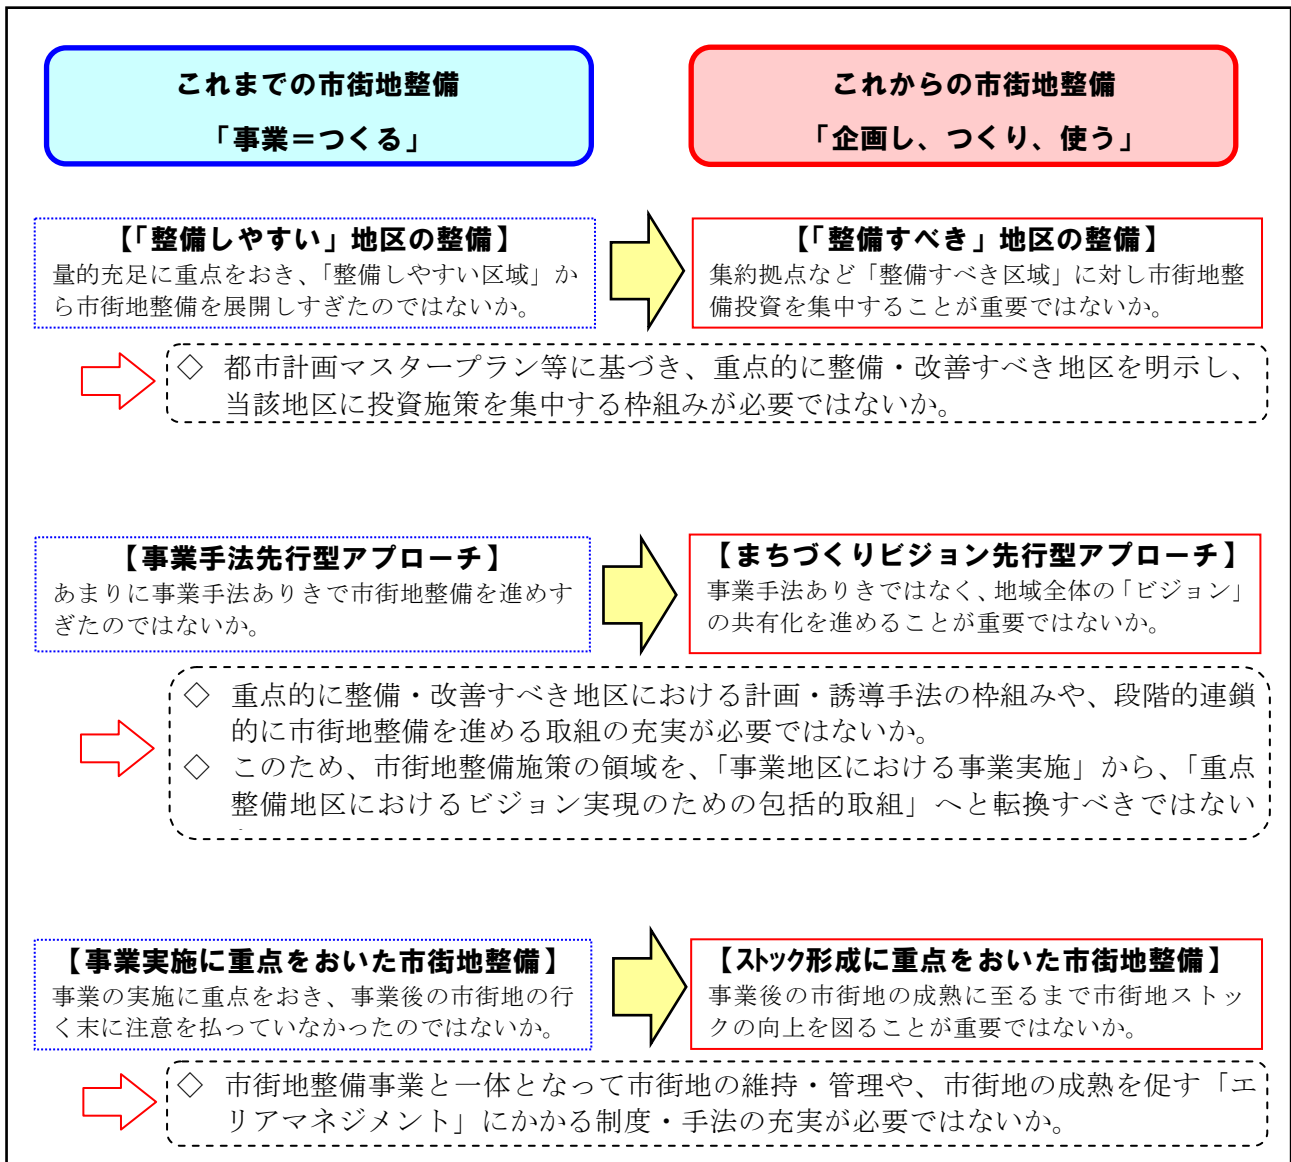 これまでの市街地整備
「事業＝つくる」
これからの市街地整備
「企画し、つくり、使う」
【「整備しやすい」地区の整備】
量的充足に重点をおき、「整備しやすい区域」か
ら市街地整備を展開しすぎたのではないか。
【「整備すべき」地区の整備】
集約拠点など「整備すべき区域」に対し市街地整
備投資を集中することが重要ではないか。
◇ 都市計画マスタープラン等に基づき、重点的に整備・改善すべき地区を明示し、
当該地区に投資施策を集中する枠組みが必要ではないか。
【事業手法先行型アプローチ】
あまりに事業手法ありきで市街地整備を進めす
ぎたのではないか。
【まちづくりビジョン先行型アプローチ】
事業手法ありきではなく、地域全体の「ビジョン」
の共有化を進めることが重要ではないか。
◇ 重点的に整備・改善すべき地区における計画・誘導手法の枠組みや、段階的連鎖
的に市街地整備を進める取組の充実が必要ではないか。
◇ このため、市街地整備施策の領域を、「事業地区における事業実施」から、「重点
整備地区におけるビジョン実現のための包括的取組」へと転換すべきではない
【事業実施に重点をおいた市街地整備】
事業の実施に重点をおき、事業後の市街地の行
く末に注意を払っていなかったのではないか。
【ストック形成に重点をおいた市街地整備】
事業後の市街地の成熟に至るまで市街地ストッ
クの向上を図ることが重要ではないか。
◇ 市街地整備事業と一体となって市街地の維持・管理や、市街地の成熟を促す「エ
リアマネジメント」にかかる制度・手法の充実が必要ではないか。